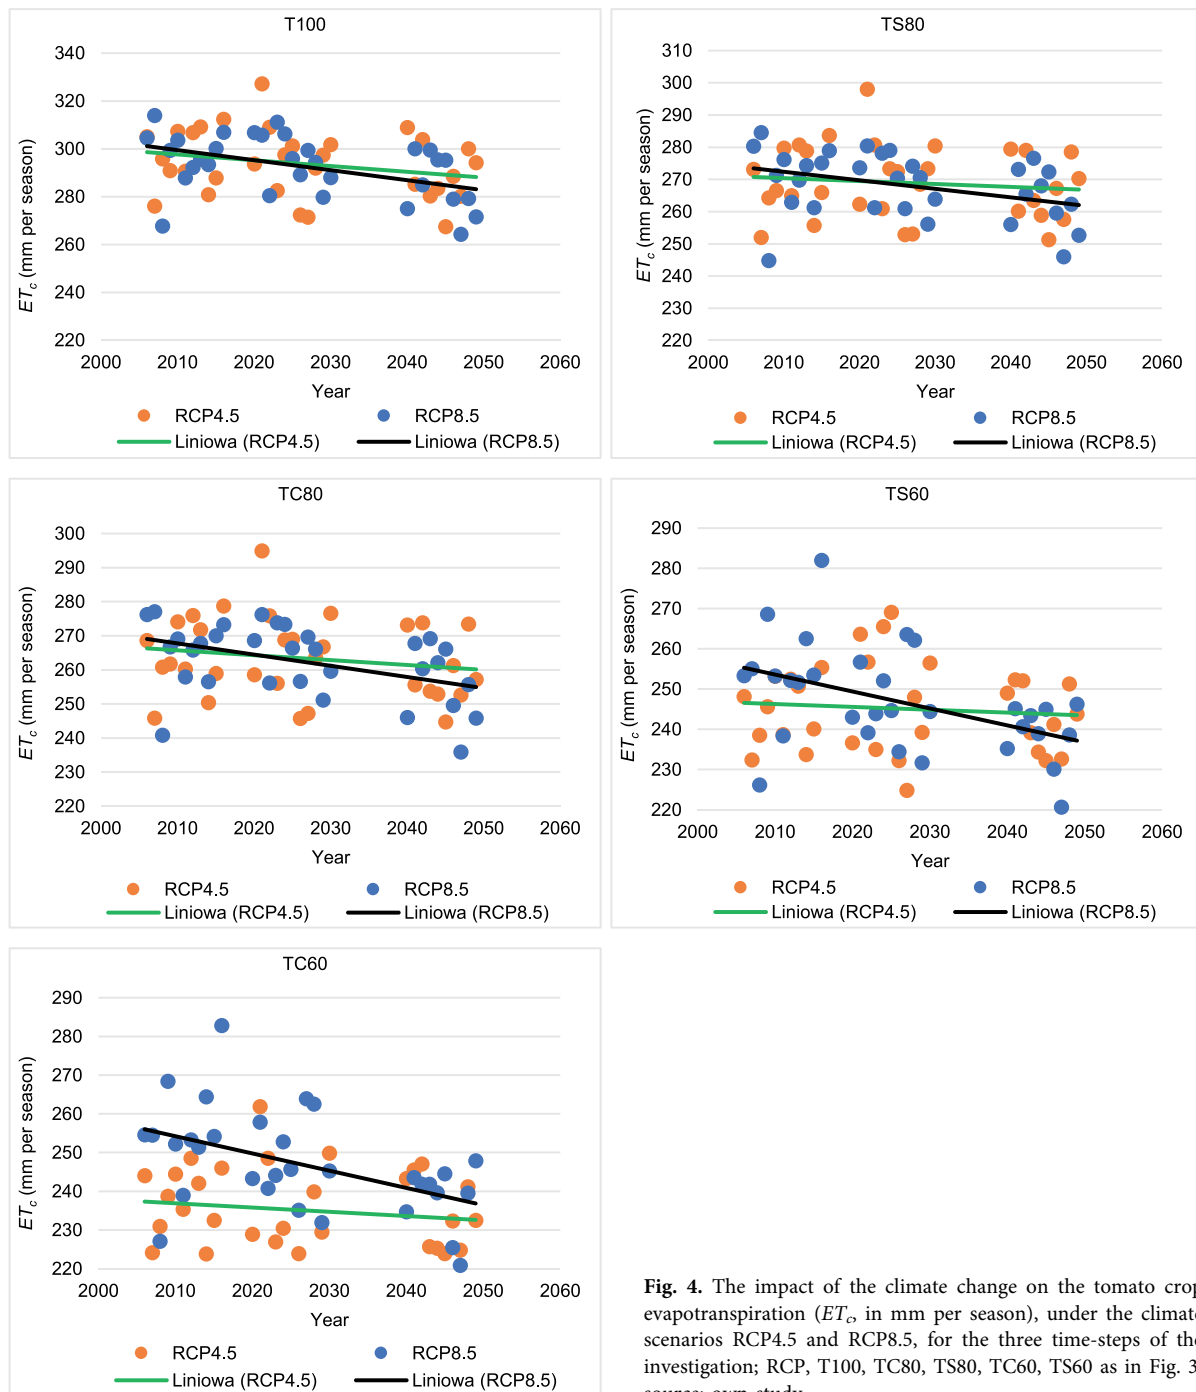 T100
340
320
300
280
260
240
220
2000 2010 2020 2030 2040 2050 2060
ETc (mm per season)
Year
RCP4.5 RCP8.5
Liniowa (RCP4.5) Liniowa (RCP8.5)
TS80
310
300
290
280
270
260
250
240
230
220
2000 2010 2020 2030 2040 2050 2060
ETc (mm per season)
Year
RCP4.5 RCP8.5
Liniowa (RCP4.5) Liniowa (RCP8.5)
TC80
300
290
280
270
260
250
240
230
220
2000 2010 2020 2030 2040 2050 2060
ETc (mm per season)
Year
RCP4.5 RCP8.5
Liniowa (RCP4.5) Liniowa (RCP8.5)
TS60
290
280
270
260
250
240
230
220
2000 2010 2020 2030 2040 2050 2060
ETc (mm per season)
Year
RCP4.5 RCP8.5
Liniowa (RCP4.5) Liniowa (RCP8.5)
TC60
290
280
270
260
250
240
230
220
2000 2010 2020 2030 2040 2050 2060
ETc (mm per season)
Year
RCP4.5 RCP8.5
Liniowa (RCP4.5) Liniowa (RCP8.5)
Fig. 4. The impact of the climate change on the tomato crop
evapotranspiration (ETc, in mm per season), under the climate
scenarios RCP4.5 and RCP8.5, for the three time-steps of the
investigation; RCP, T100, TC80, TS80, TC60, TS60 as in Fig. 3
source: own study